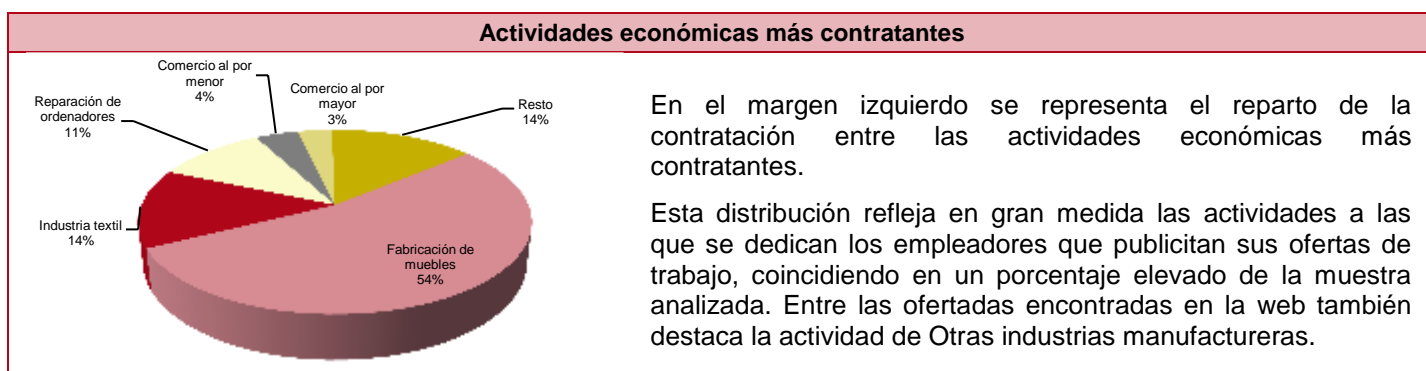 Actividades económicas más contratantes
Comercio al por
menor
4%
Comercio al por
mayor
3%
Resto
14%
Reparación de
ordenadores
11%
Industria textil
14%
Fabricación de
muebles
54%
En el margen izquierdo se representa el reparto de la
contratación entre las actividades económicas más
contratantes.
Esta distribución refleja en gran medida las actividades a las
que se dedican los empleadores que publicitan sus ofertas de
trabajo, coincidiendo en un porcentaje elevado de la muestra
analizada. Entre las ofertadas encontradas en la web también
destaca la actividad de Otras industrias manufactureras.